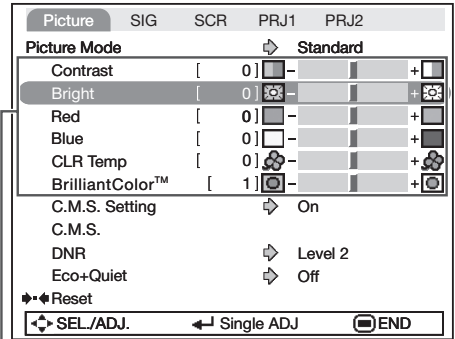 Picture SIG SCR PRJ1 PRJ2
Picture Mode Standard
Contrast [ 0] - +
Bright [ 0] - +
Red [ 0] - +
Blue [ 0] - +
CLR Temp [ 0] - +
BrilliantColor™ [ 1] - +
C.M.S. Setting On
C.M.S.
DNR Level 2
Eco+Quiet Off
Reset
SEL./ADJ. Single ADJ END